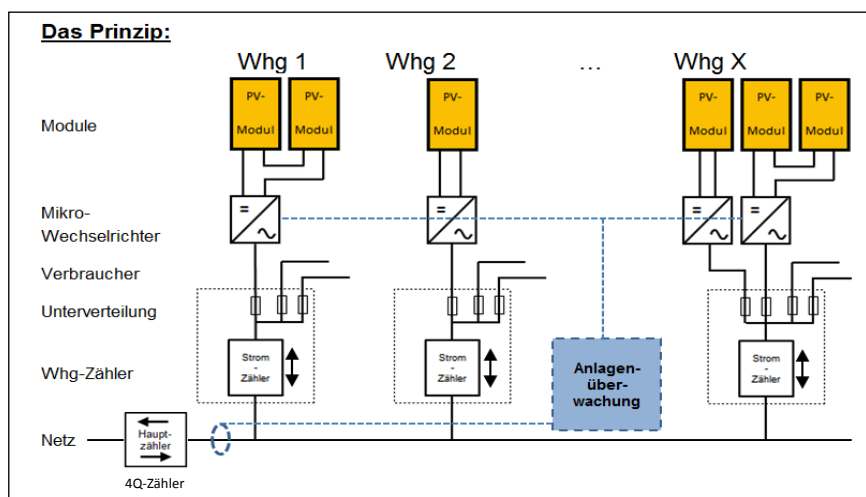 Das Prinzip:
Whg 1
Whg 2
...
Whg X
Module
PV-
Modul
PV-
Modul
PV-
Modul
PV-
Modul
PV-
Modul
PV-
Modul
Mikro-
Wechselrichter
=
~
=
~
=
~
=
~
Verbraucher
Unterverteilung
Whg-Zähler
Strom
-
Zähler
Strom
-
Zähler
Anlagen-
über-
wachung
Strom
-
Zähler
Netz
Haupt-
zähler
4Q-Zähler